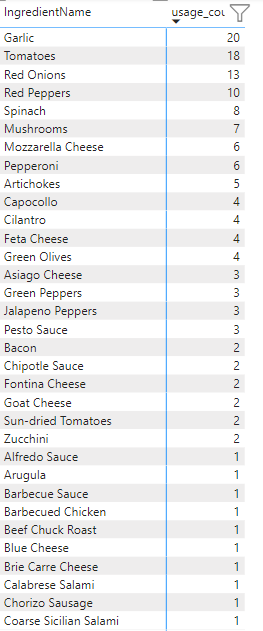 IngredientName usage_cou
Garlic 20
Tomatoes 18
Red Onions 13
Red Peppers 10
Spinach 8
Mushrooms 7
Mozzarella Cheese 6
Pepperoni 6
Artichokes 5
Capocollo 4
Cilantro 4
Feta Cheese 4
Green Olives 4
Asiago Cheese 3
Green Peppers 3
Jalapeno Peppers 3
Pesto Sauce 3
Bacon 2
Chipotle Sauce 2
Fontina Cheese 2
Goat Cheese 2
Sun-dried Tomatoes 2
Zucchini 2
Alfredo Sauce 1
Arugula 1
Barbecue Sauce 1
Barbecued Chicken 1
Beef Chuck Roast 1
Blue Cheese 1
Brie Carre Cheese 1
Calabrese Salami 1
Chorizo Sausage 1
Coarse Sicilian Salami 1